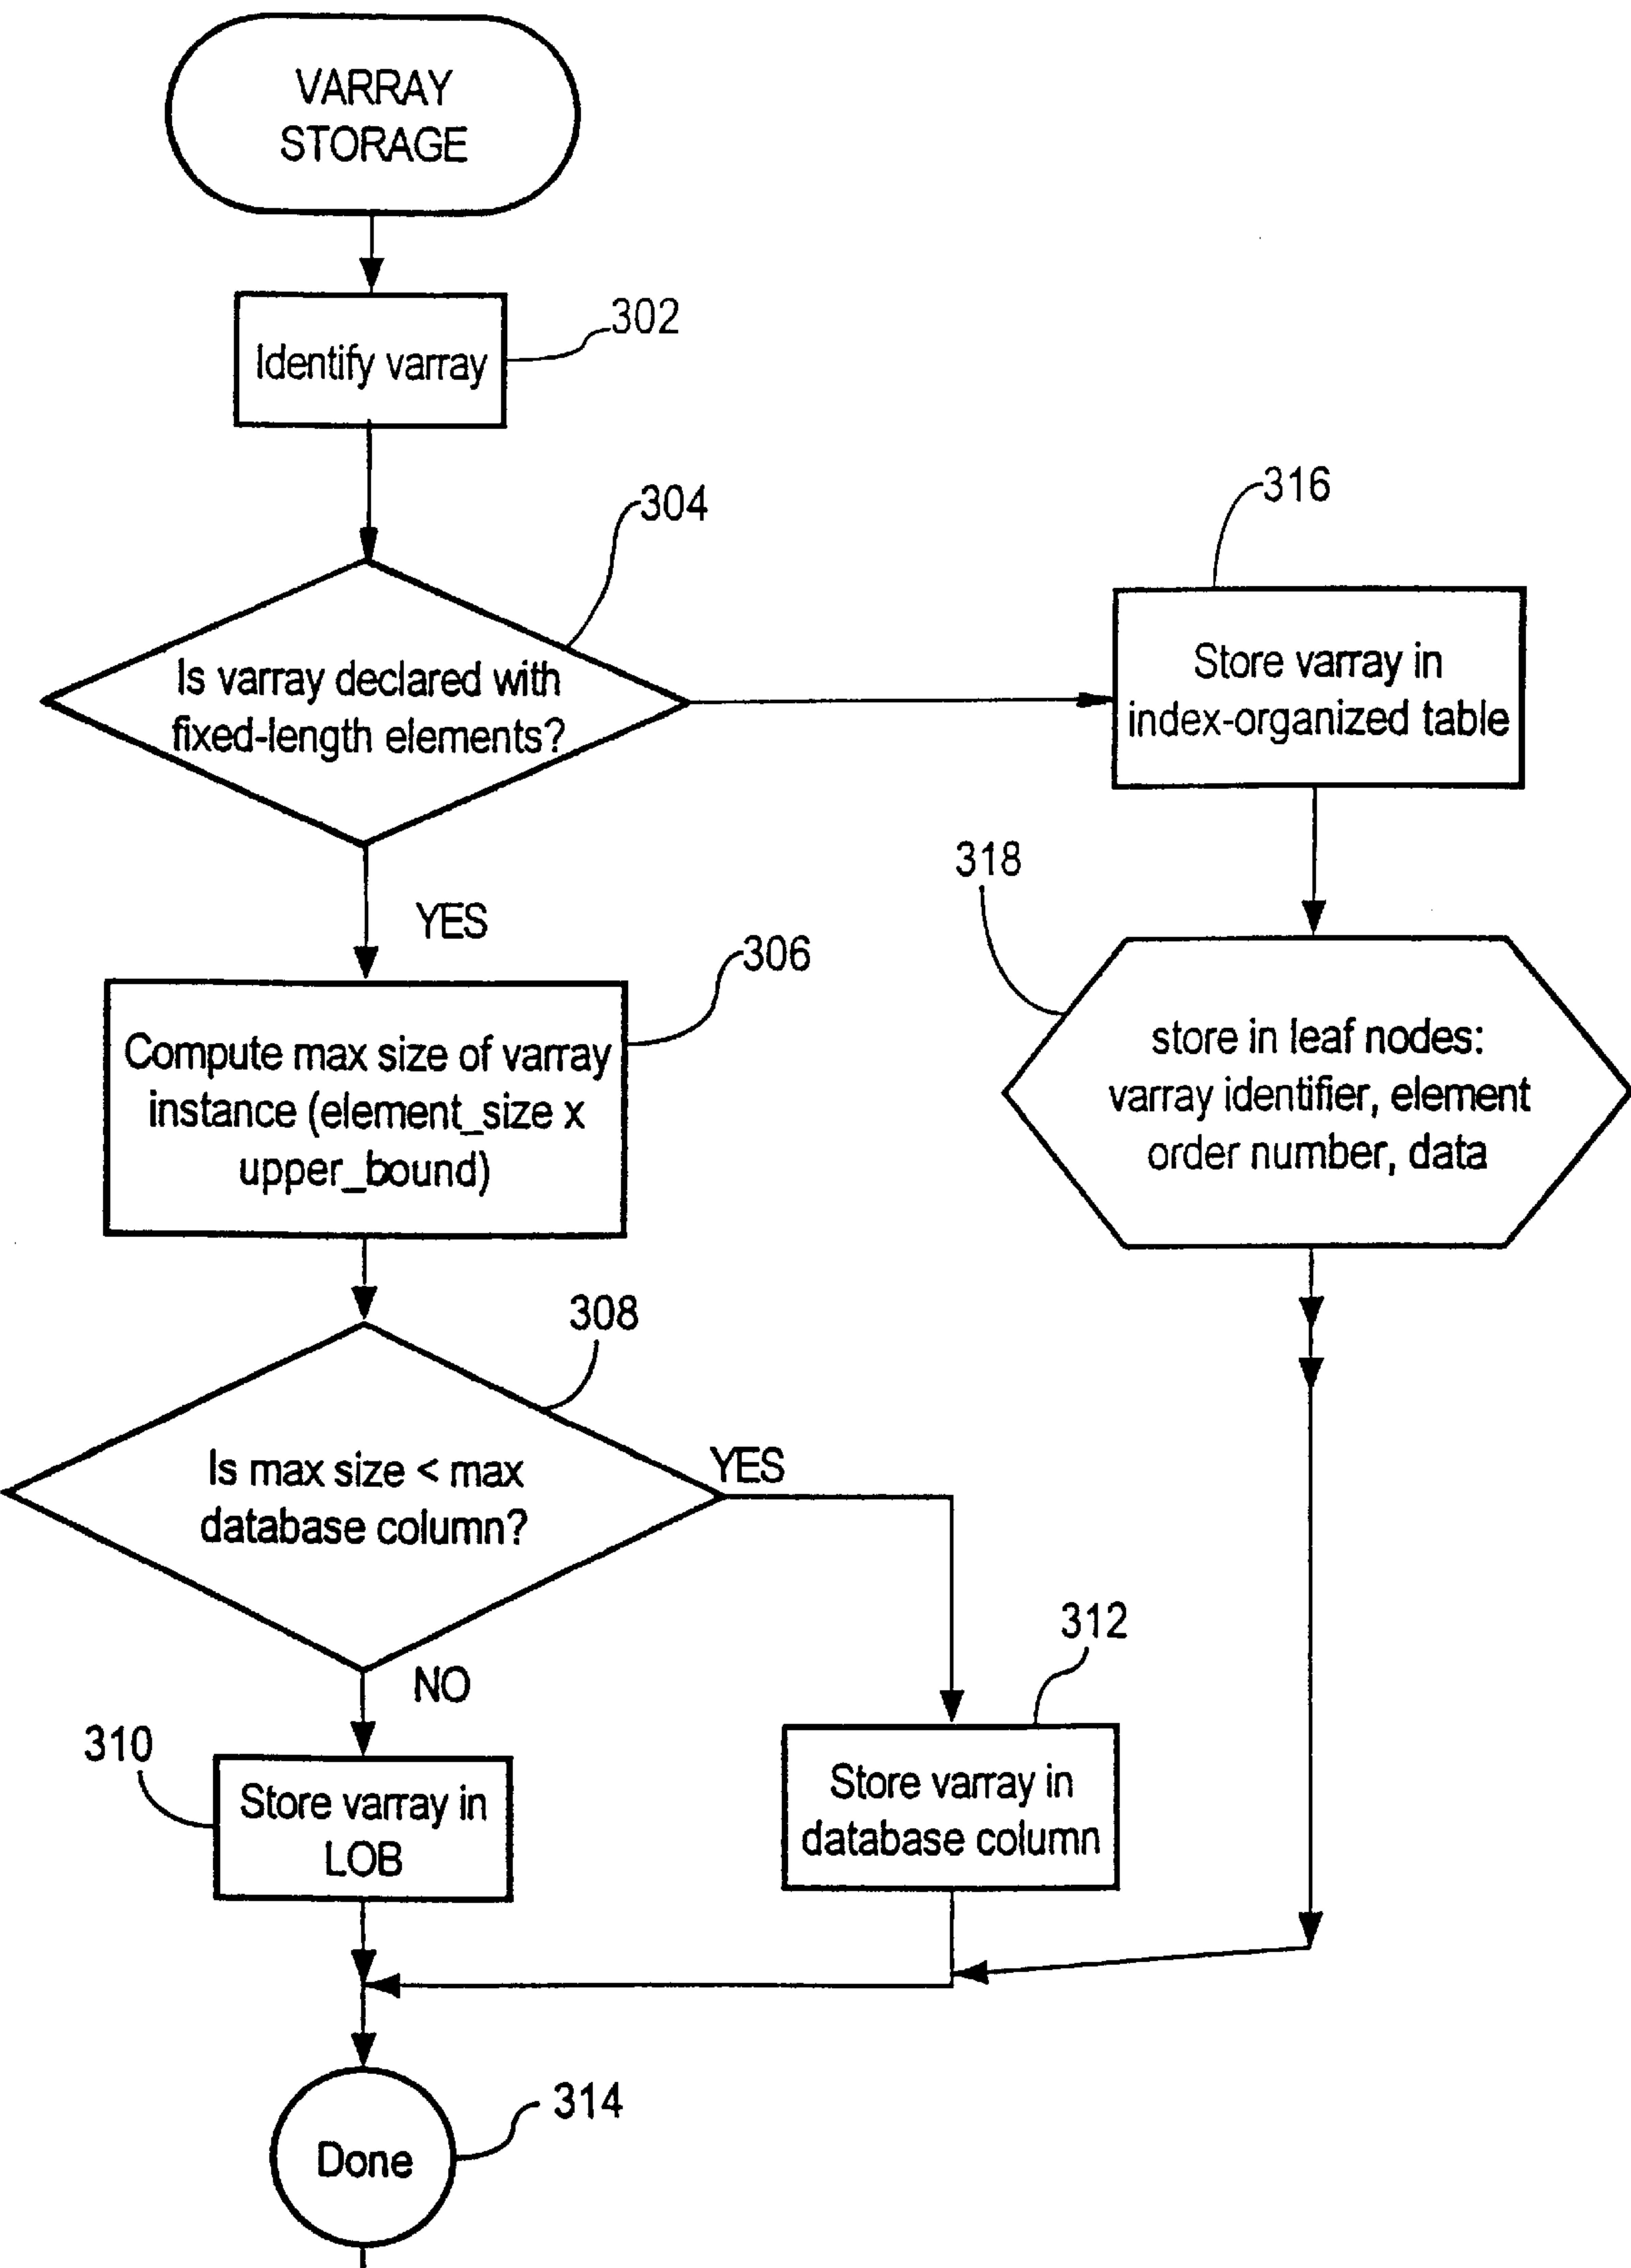 VARRAY
STORAGE
302
Identify varray
304
Is varray declared with
fixed-length elements?
316
Store varray in
index-organized table
318
store in leaf nodes:
varray identifier, element
order number, data
YES
306
Compute max size of varray
instance (element_size x
upper_bound)
308
Is max size < max
database column?
YES
NO
312
Store varray in
database column
310
Store varray in
LOB
314
Done